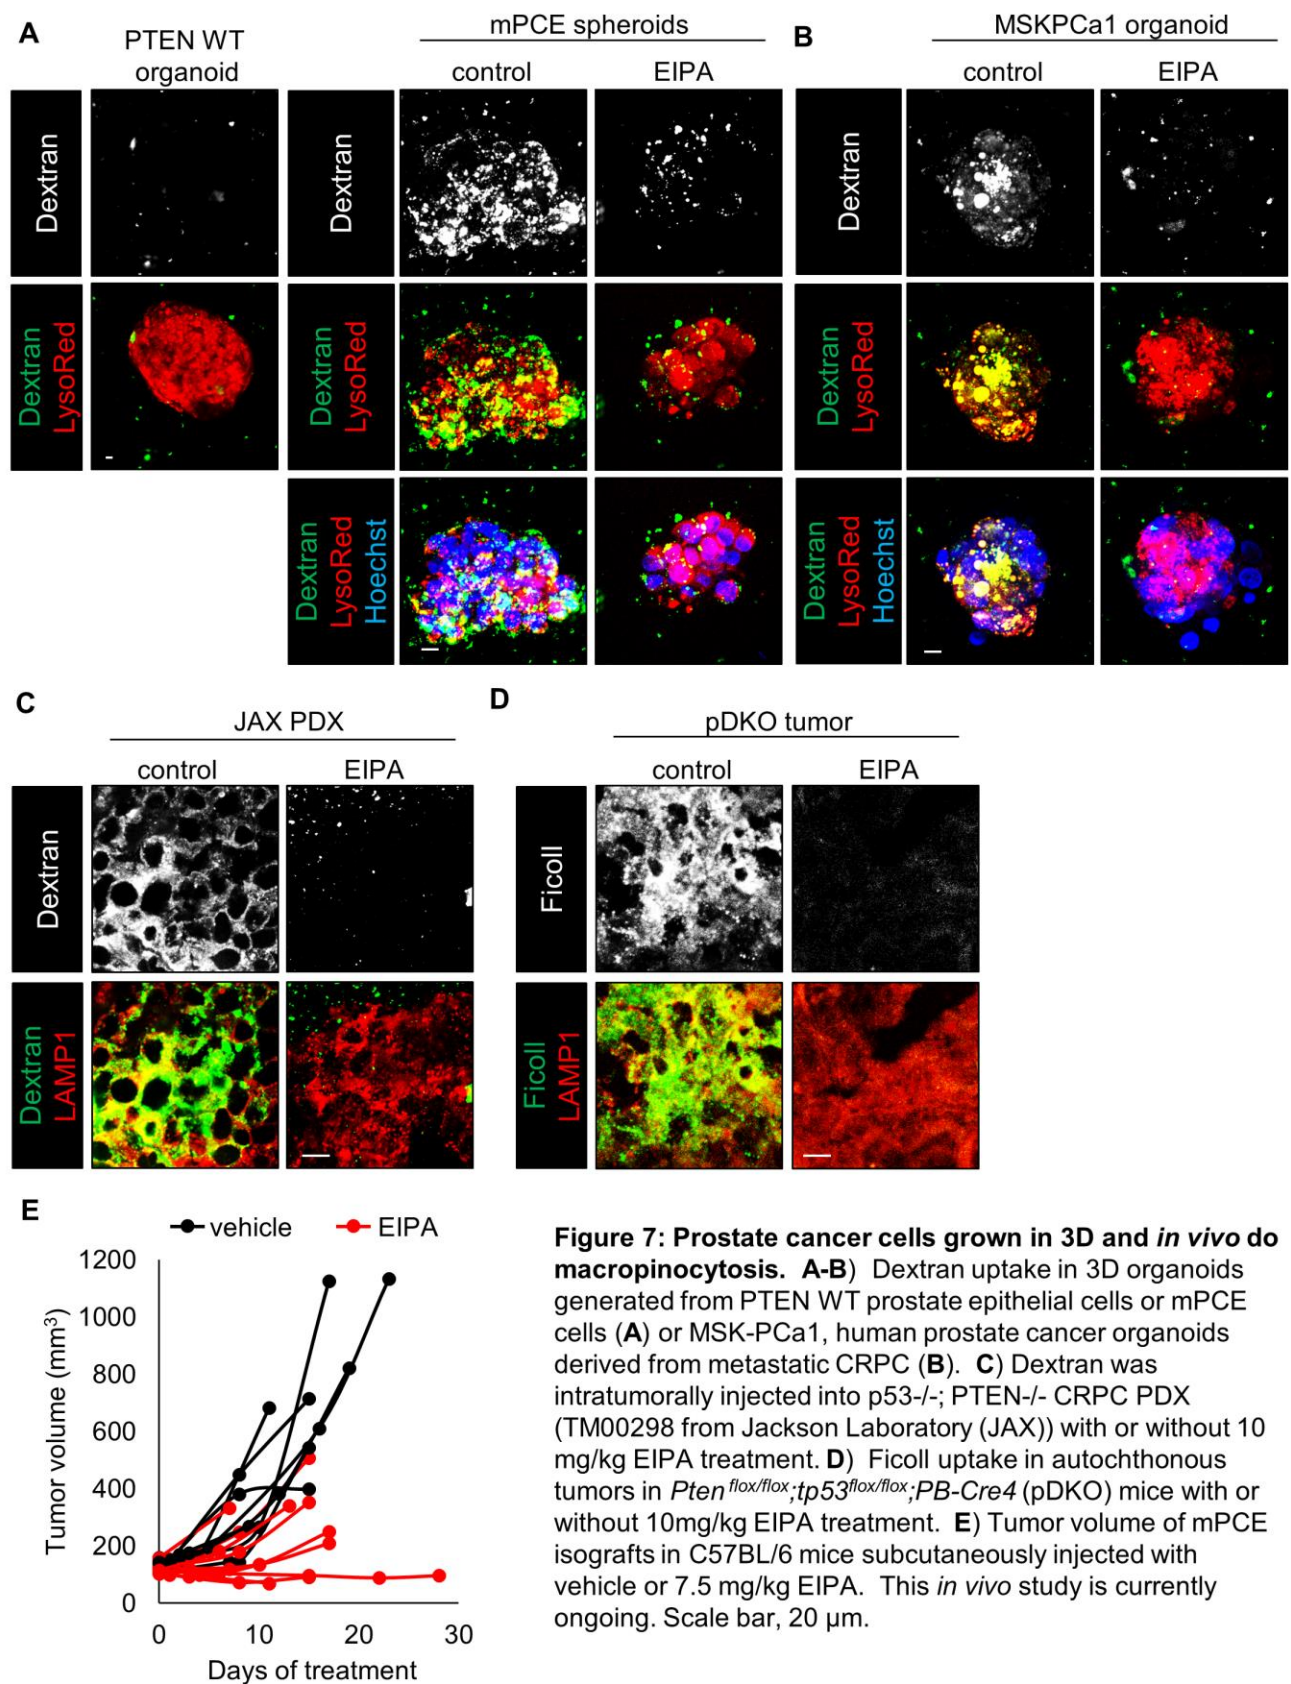 A
PTEN WT
organoid
mPCE spheroids
control
EIPA
B
MSKPCa1 organoid
control
EIPA
Dextran
Dextran
Dextran
Dextran
LysoRed
Dextran
LysoRed
Dextran
LysoRed
Dextran
LysoRed
Hoechst
Dextran
LysoRed
Hoechst
C
JAX PDX
control
EIPA
D
pDKO tumor
control
EIPA
Dextran
Ficoll
Dextran
LAMP1
Ficoll
LAMP1
E
vehicle
EIPA
1200
1000
800
600
400
200
0
Tumor volume (mm³)
0 10 20 30
Days of treatment
Figure 7: Prostate cancer cells grown in 3D and in vivo do
macropinocytosis. A-B) Dextran uptake in 3D organoids
generated from PTEN WT prostate epithelial cells or mPCE
cells (A) or MSK-PCa1, human prostate cancer organoids
derived from metastatic CRPC (B). C) Dextran was
intratumorally injected into p53-/-; PTEN-/- CRPC PDX
(TM00298 from Jackson Laboratory (JAX)) with or without 10
mg/kg EIPA treatment. D) Ficoll uptake in autochthonous
tumors in Pten flox/flox;tp53flox/flox;PB-Cre4 (pDKO) mice with or
without 10mg/kg EIPA treatment. E) Tumor volume of mPCE
isografts in C57BL/6 mice subcutaneously injected with
vehicle or 7.5 mg/kg EIPA. This in vivo study is currently
ongoing. Scale bar, 20 µm.